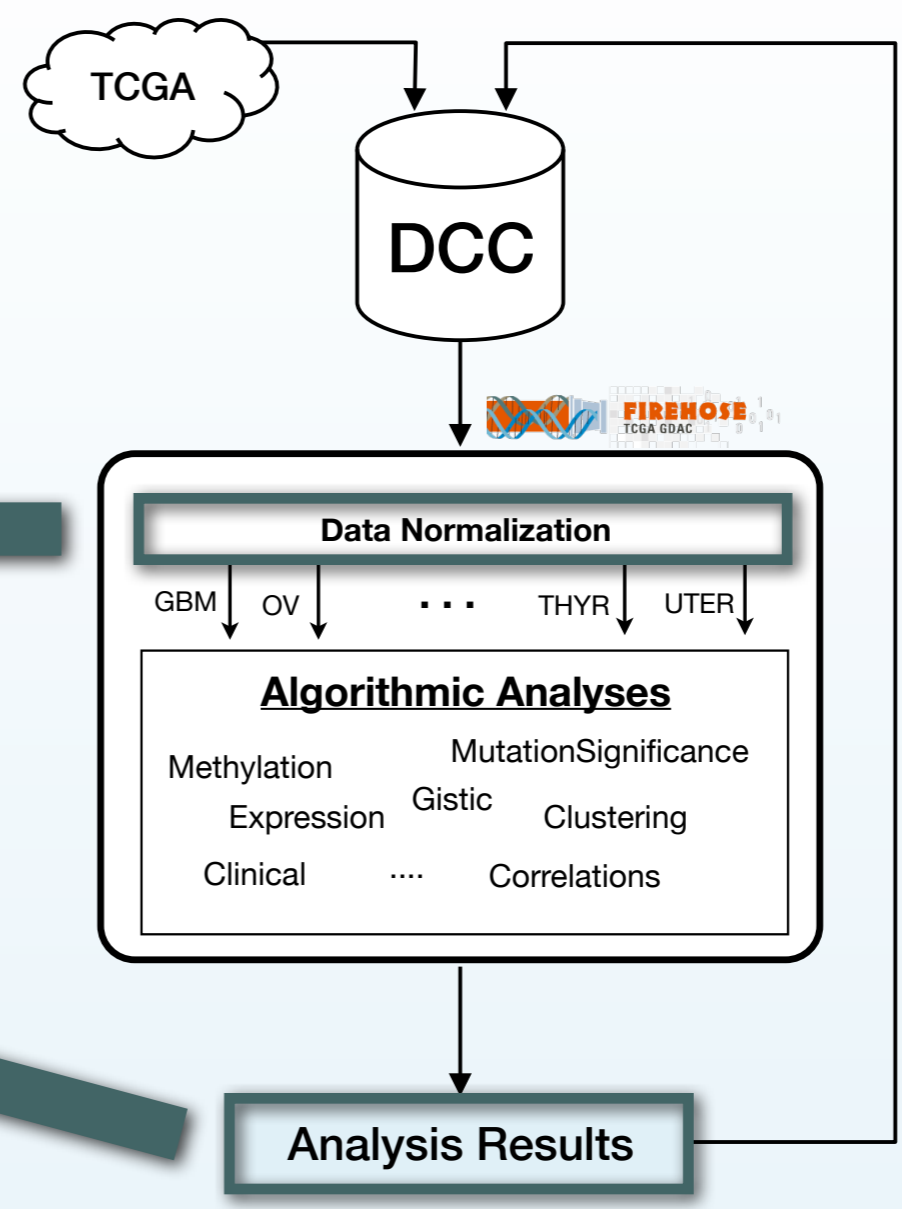 TCGA
DCC
FIREHOSE
TCGA GDAC
Data Normalization
GBM OV ... THYR UTER
Algorithmic Analyses
Methylation MutationSignificance
Expression Gistic Clustering
Clinical .... Correlations
Analysis Results